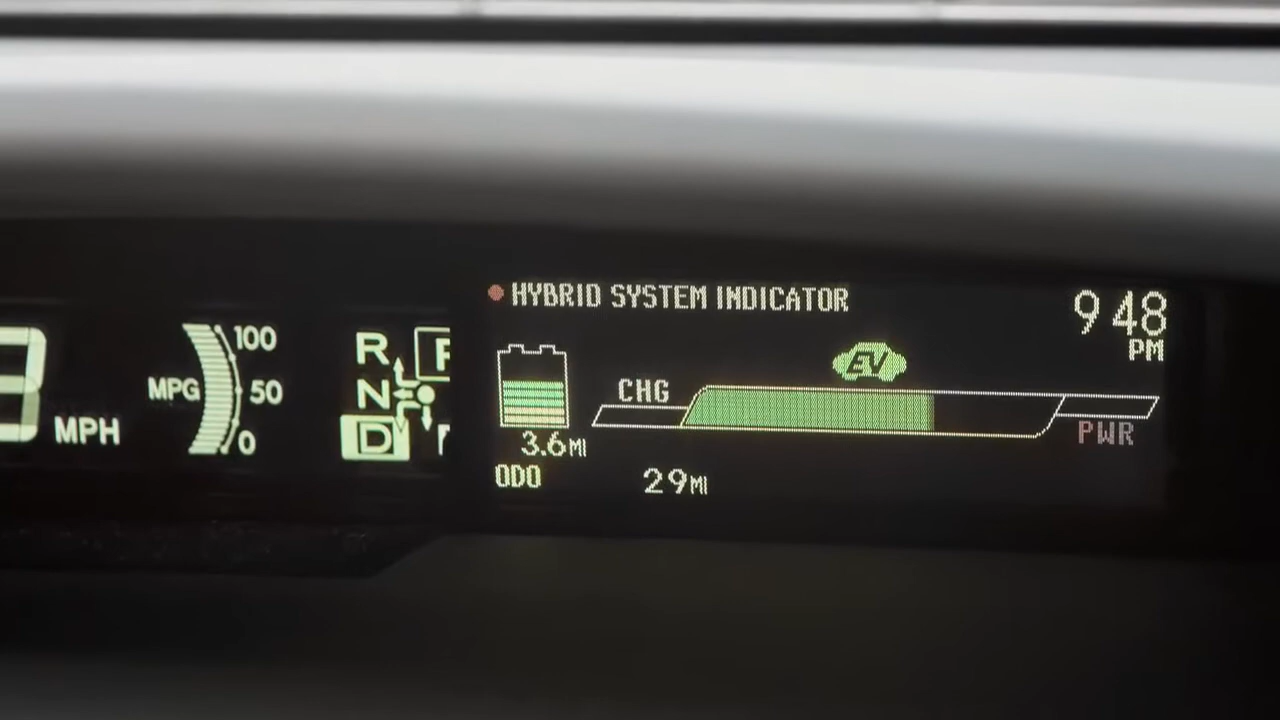 MPH
MPG
100
50
0
R
N
D
HYBRID SYSTEM INDICATOR
9 48
PM
EV
CHG
PWR
3.6MI
ODO
29MI